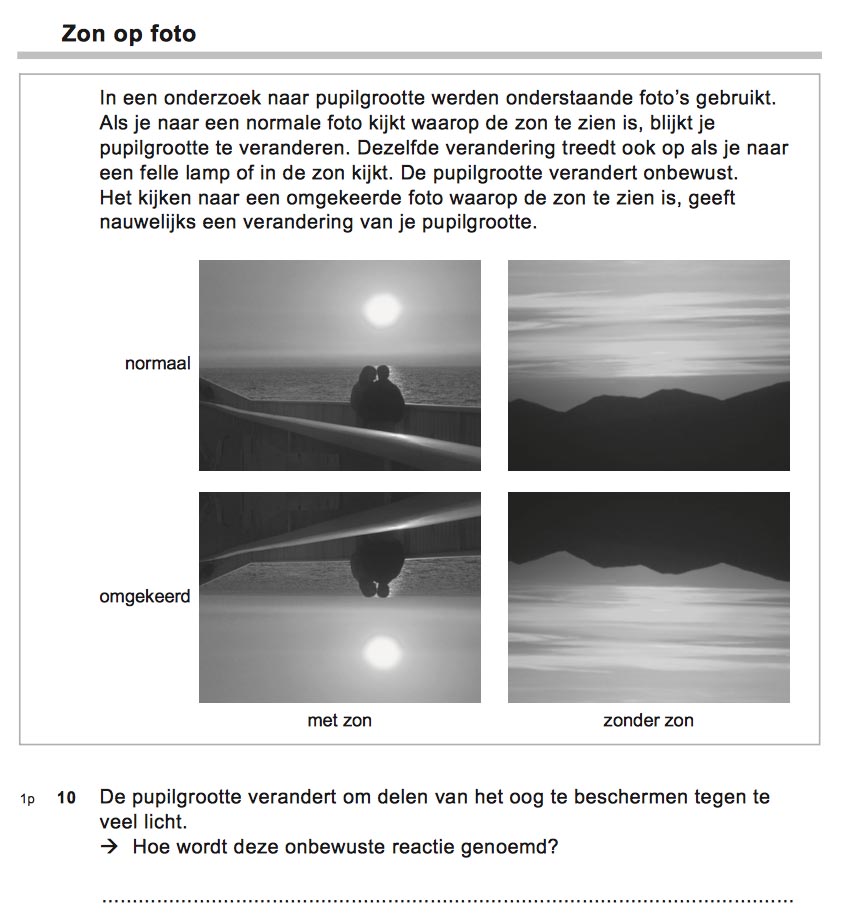 Zon op foto
In een onderzoek naar pupilgrootte werden onderstaande foto's gebruikt.
Als je naar een normale foto kijkt waarop de zon te zien is, blijkt je
pupilgrootte te veranderen. Dezelfde verandering treedt ook op als je naar
een felle lamp of in de zon kijkt. De pupilgrootte verandert onbewust.
Het kijken naar een omgekeerde foto waarop de zon te zien is, geeft
nauwelijks een verandering van je pupilgrootte.
normaal
omgekeerd
met zon zonder zon
1p 10 De pupilgrootte verandert om delen van het oog te beschermen tegen te
veel licht.
→ Hoe wordt deze onbewuste reactie genoemd?